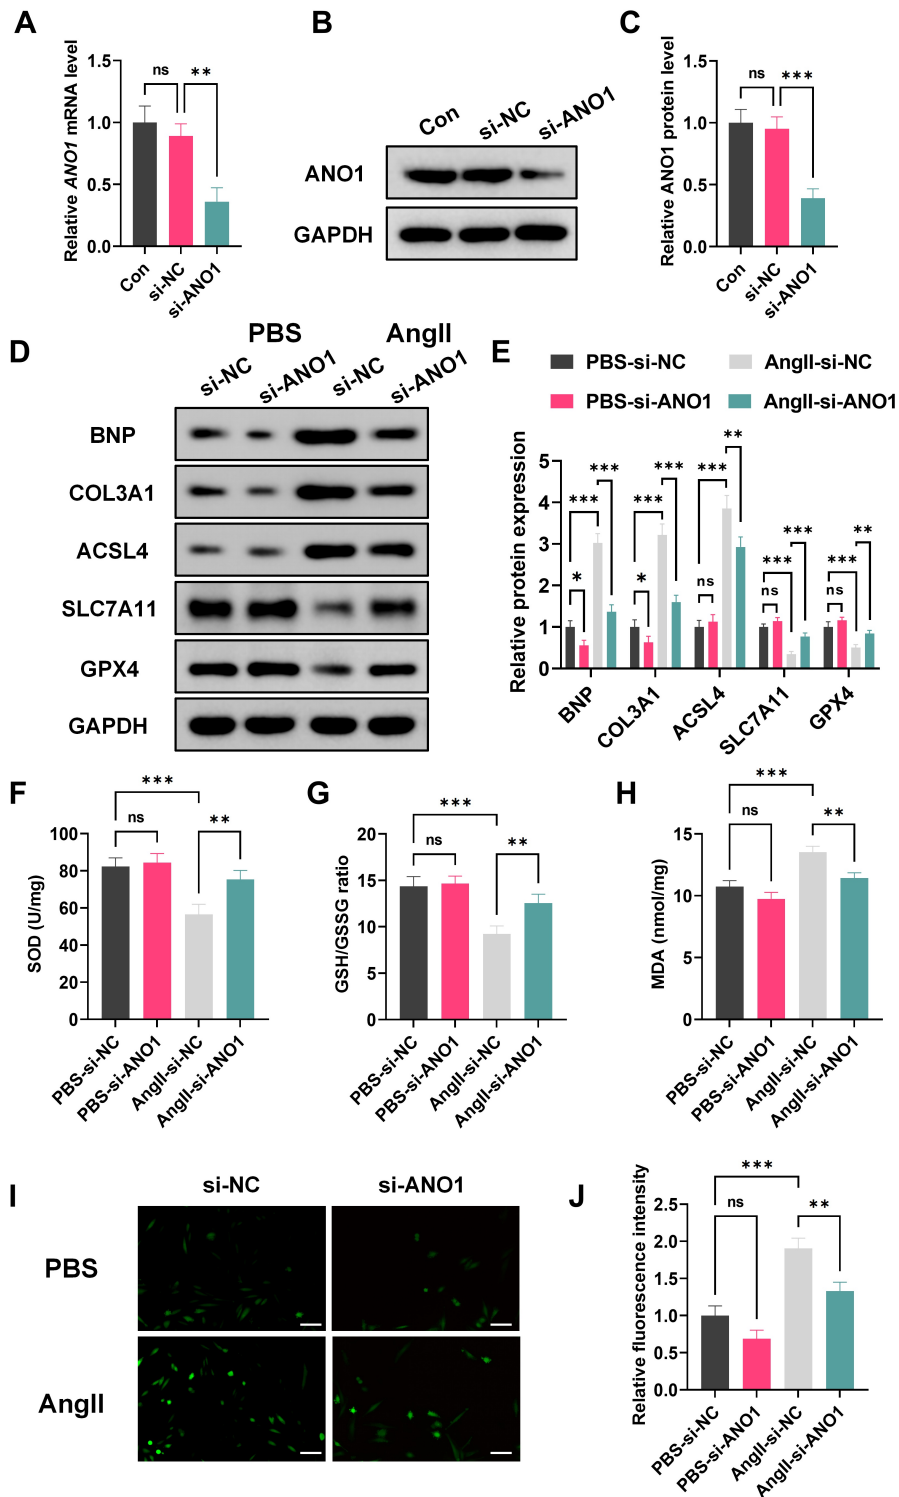 A
Relative ANO1 mRNA level
1.5
1.0
0.5
0.0
ns
**
Con
si-NC
si-ANO1
B
Con
si-NC
si-ANO1
ANO1
GAPDH
C
Relative ANO1 protein level
1.5
1.0
0.5
0.0
ns
***
Con
si-NC
si-ANO1
D
PBS
AngII
si-NC
si-ANO1
si-NC
si-ANO1
BNP
COL3A1
ACSL4
SLC7A11
GPX4
GAPDH
E
PBS-si-NC
AngII-si-NC
PBS-si-ANO1
AngII-si-ANO1
Relative protein expression
5
4
3
2
1
0
***
***
*
***
***
*
***
**
ns
***
***
ns
***
**
ns
BNP
COL3A1
ACSL4
SLC7A11
GPX4
F
SOD (U/mg)
100
80
60
40
20
0
***
ns
**
PBS-si-NC
PBS-si-ANO1
AngII-si-NC
AngII-si-ANO1
G
GSH/GSSG ratio
20
15
10
5
0
***
ns
**
PBS-si-NC
PBS-si-ANO1
AngII-si-NC
AngII-si-ANO1
H
MDA (nmol/mg)
15
10
5
0
***
ns
**
PBS-si-NC
PBS-si-ANO1
AngII-si-NC
AngII-si-ANO1
I
si-NC
si-ANO1
PBS
AngII
J
Relative fluorescence intensity
2.5
2.0
1.5
1.0
0.5
0.0
***
ns
**
PBS-si-NC
PBS-si-ANO1
AngII-si-NC
AngII-si-ANO1